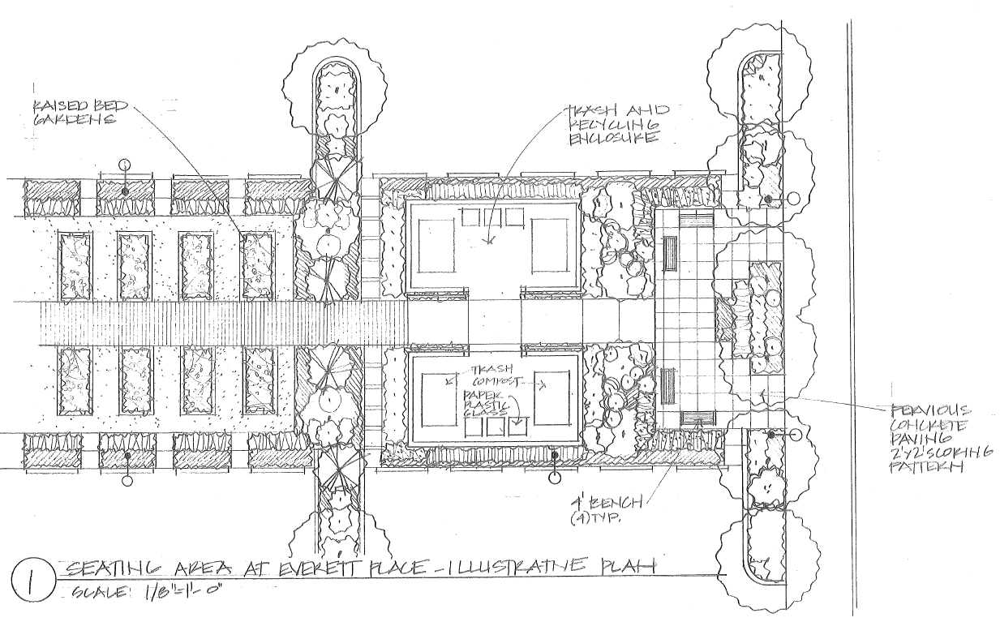 RAISED BED
GARDENS
TRASH AND
RECYCLING
ENCLOSURE
TRASH
COMPOST
PAPER
PLASTIC
GLASS
PERVIOUS
CONCRETE
PAVING
2'x2' SCORING
PATTERN
4' BENCH
(4) TYP.
1
SEATING AREA AT EVERETT PLACE - ILLUSTRATIVE PLAN
SCALE: 1/8"=1'-0"